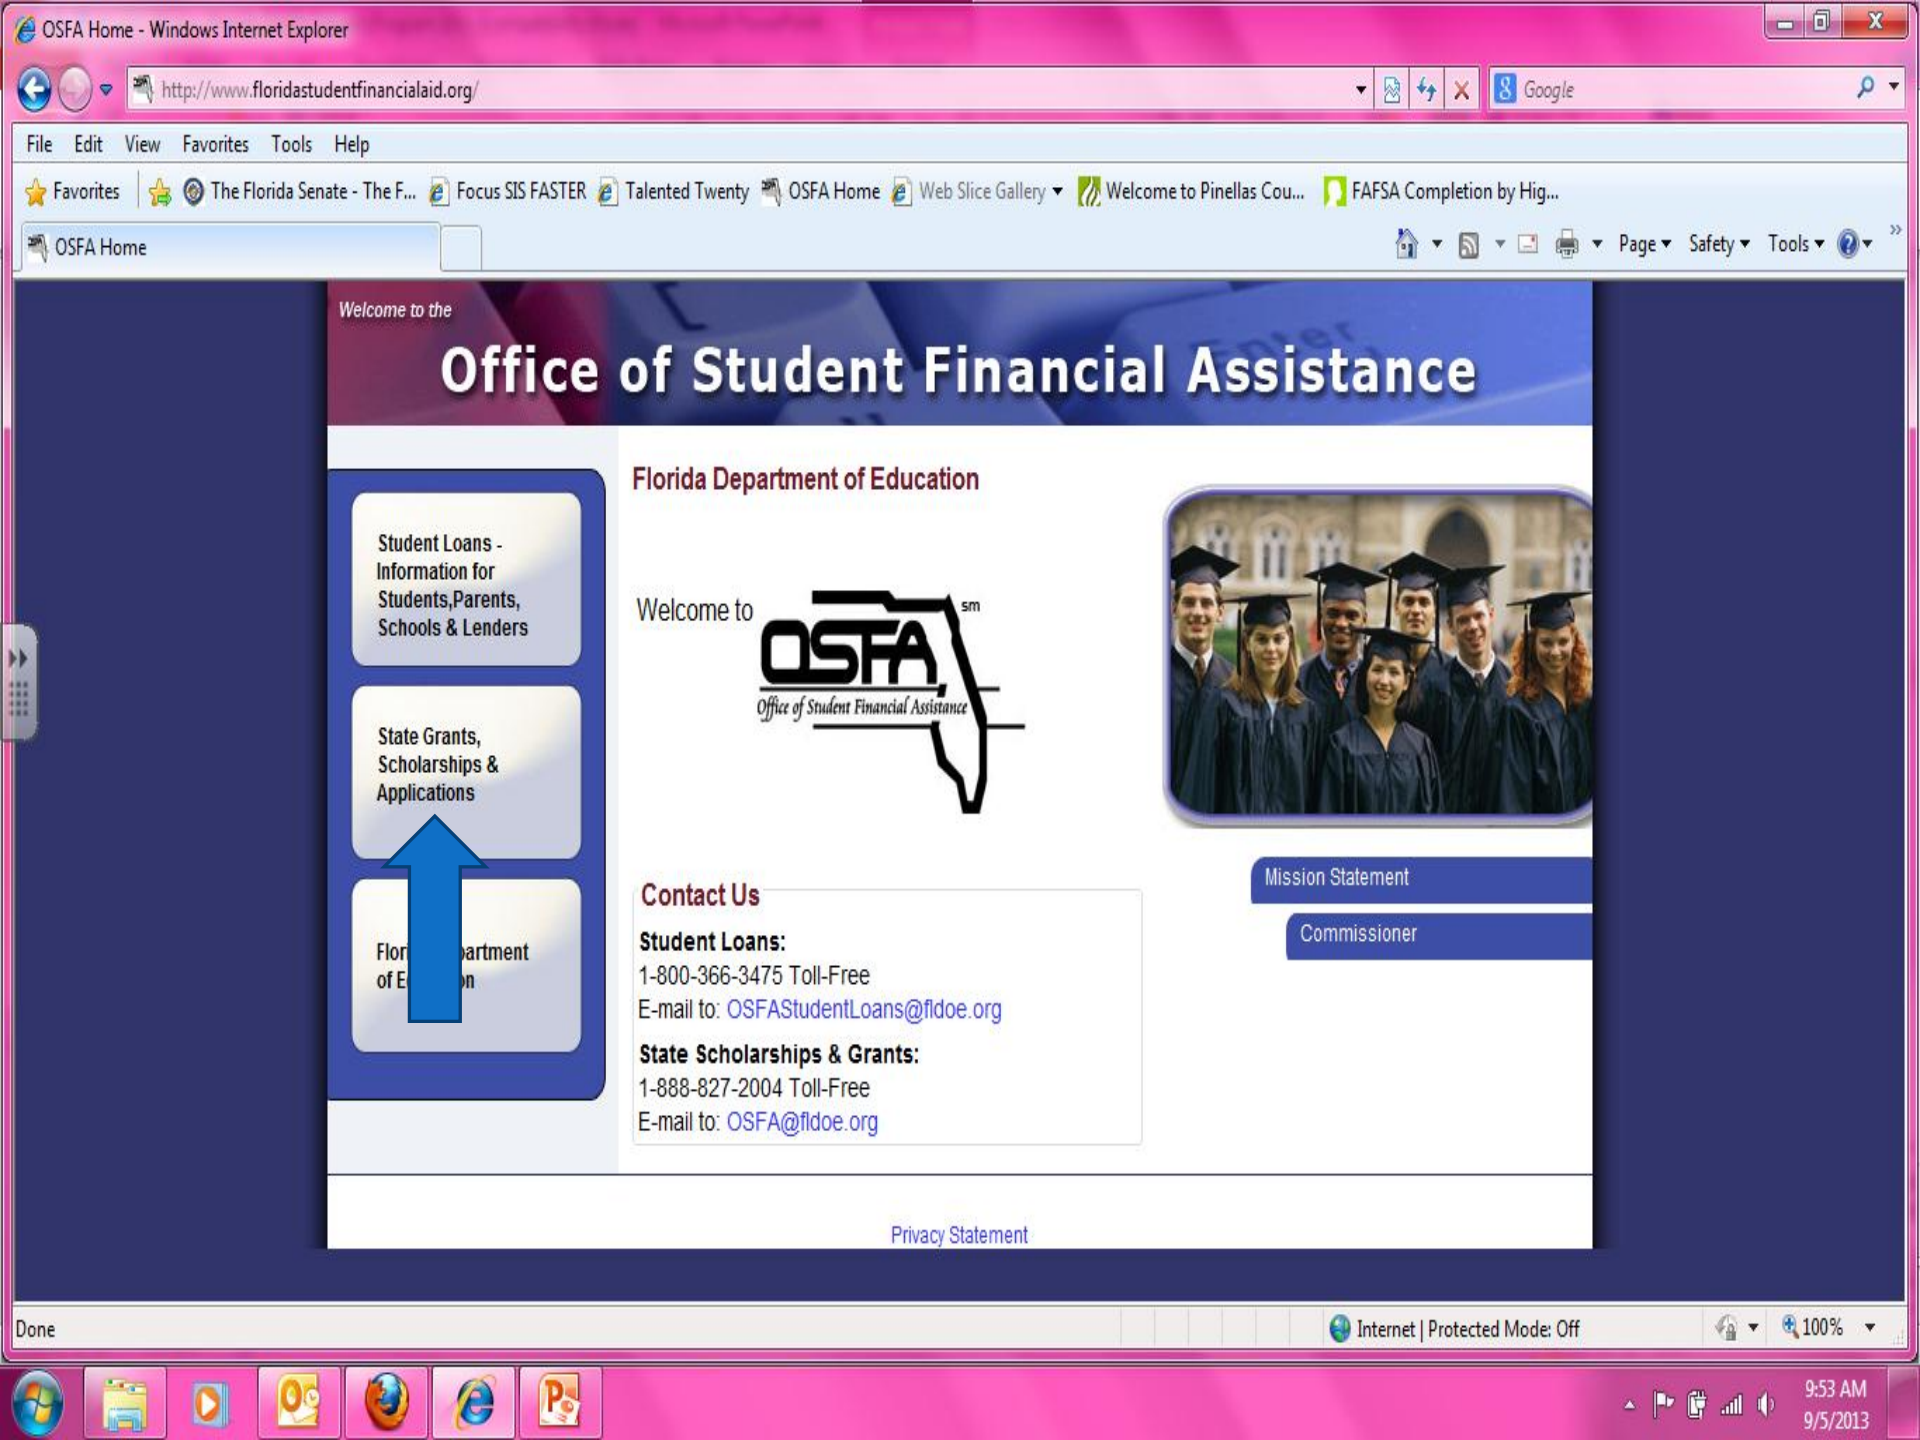 OSFA Home - Windows Internet Explorer
http://www.floridastudentfinancialaid.org/
Google
File Edit View Favorites Tools Help
Favorites The Florida Senate - The F... Focus SIS FASTER Talented Twenty OSFA Home Web Slice Gallery Welcome to Pinellas Cou... FAFSA Completion by Hig...
OSFA Home
Page Safety Tools
Welcome to the
Office of Student Financial Assistance
Enter
Student Loans -
Information for
Students,Parents,
Schools & Lenders
State Grants,
Scholarships &
Applications
of
Florida Department of Education
Welcome to
OSFA sm
Office of Student Financial Assistance
Contact Us
Student Loans:
1-800-366-3475 Toll-Free
E-mail to: OSFAStudentLoans@fldoe.org
State Scholarships & Grants:
1-888-827-2004 Toll-Free
E-mail to: OSFA@fldoe.org
Mission Statement
Commissioner
Privacy Statement
Done
Internet | Protected Mode: Off
100%
9:53 AM
9/5/2013